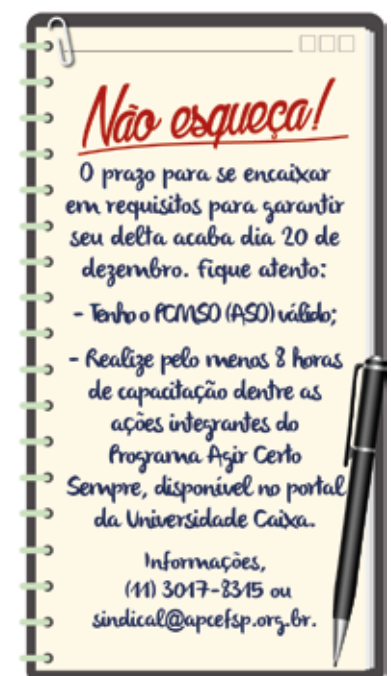 Não esqueça!
O prazo para se encaixar
em requisitos para garantir
seu delta acaba dia 20 de
dezembro. Fique atento:
- Tenho o PCMSO (ASO) válido;
- Realize pelo menos 8 horas
de capacitação dentre as
ações integrantes do
Programa Agir Certo
Sempre, disponível no portal
da Universidade Caixa.
Informações,
(11) 3017-8315 ou
sindical@apcefsp.org.br.